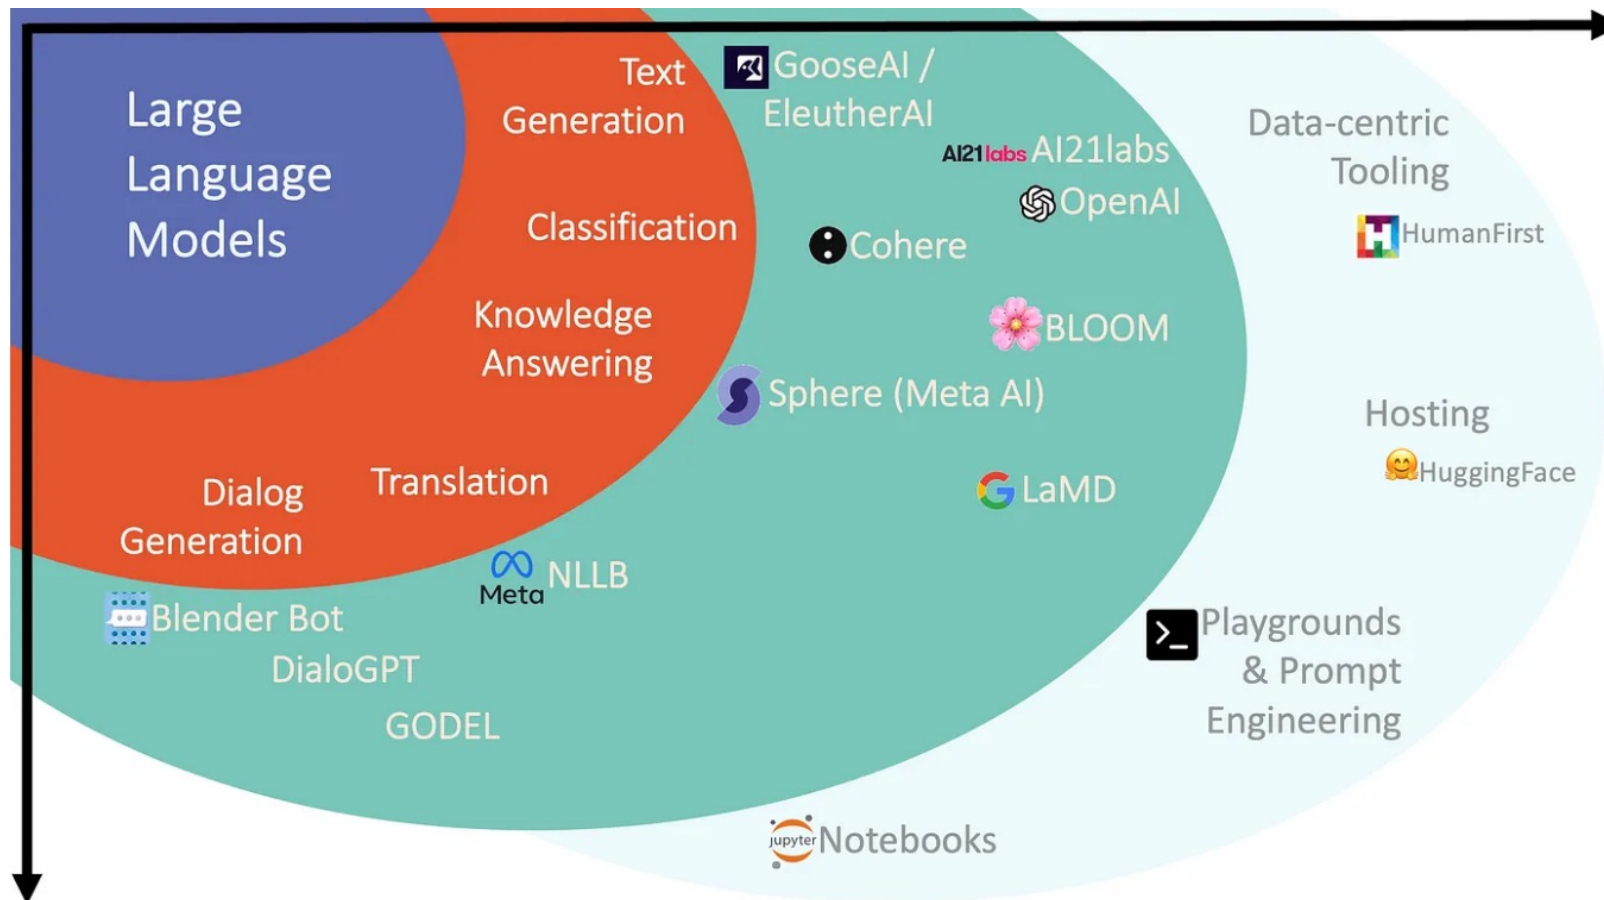 Large
Language
Models
Text
Generation
Classification
Knowledge
Answering
Translation
Dialog
Generation
GooseAI /
EleutherAI
AI21labs AI21labs
OpenAI
Cohere
BLOOM
Sphere (Meta AI)
LaMD
Meta NLLB
Blender Bot
DialoGPT
GODEL
Data-centric
Tooling
H HumanFirst
Hosting
HuggingFace
>_ Playgrounds
& Prompt
Engineering
jupyter Notebooks